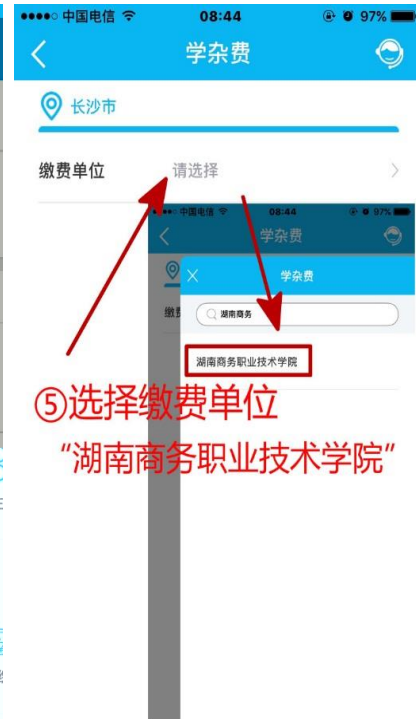 中国电信 08:44 97%
学杂费
长沙市
缴费单位 请选择
中国电信 08:44 97%
学杂费
学杂费
缴费
湖南商务
湖南商务职业技术学院
⑤选择缴费单位
“湖南商务职业技术学院”